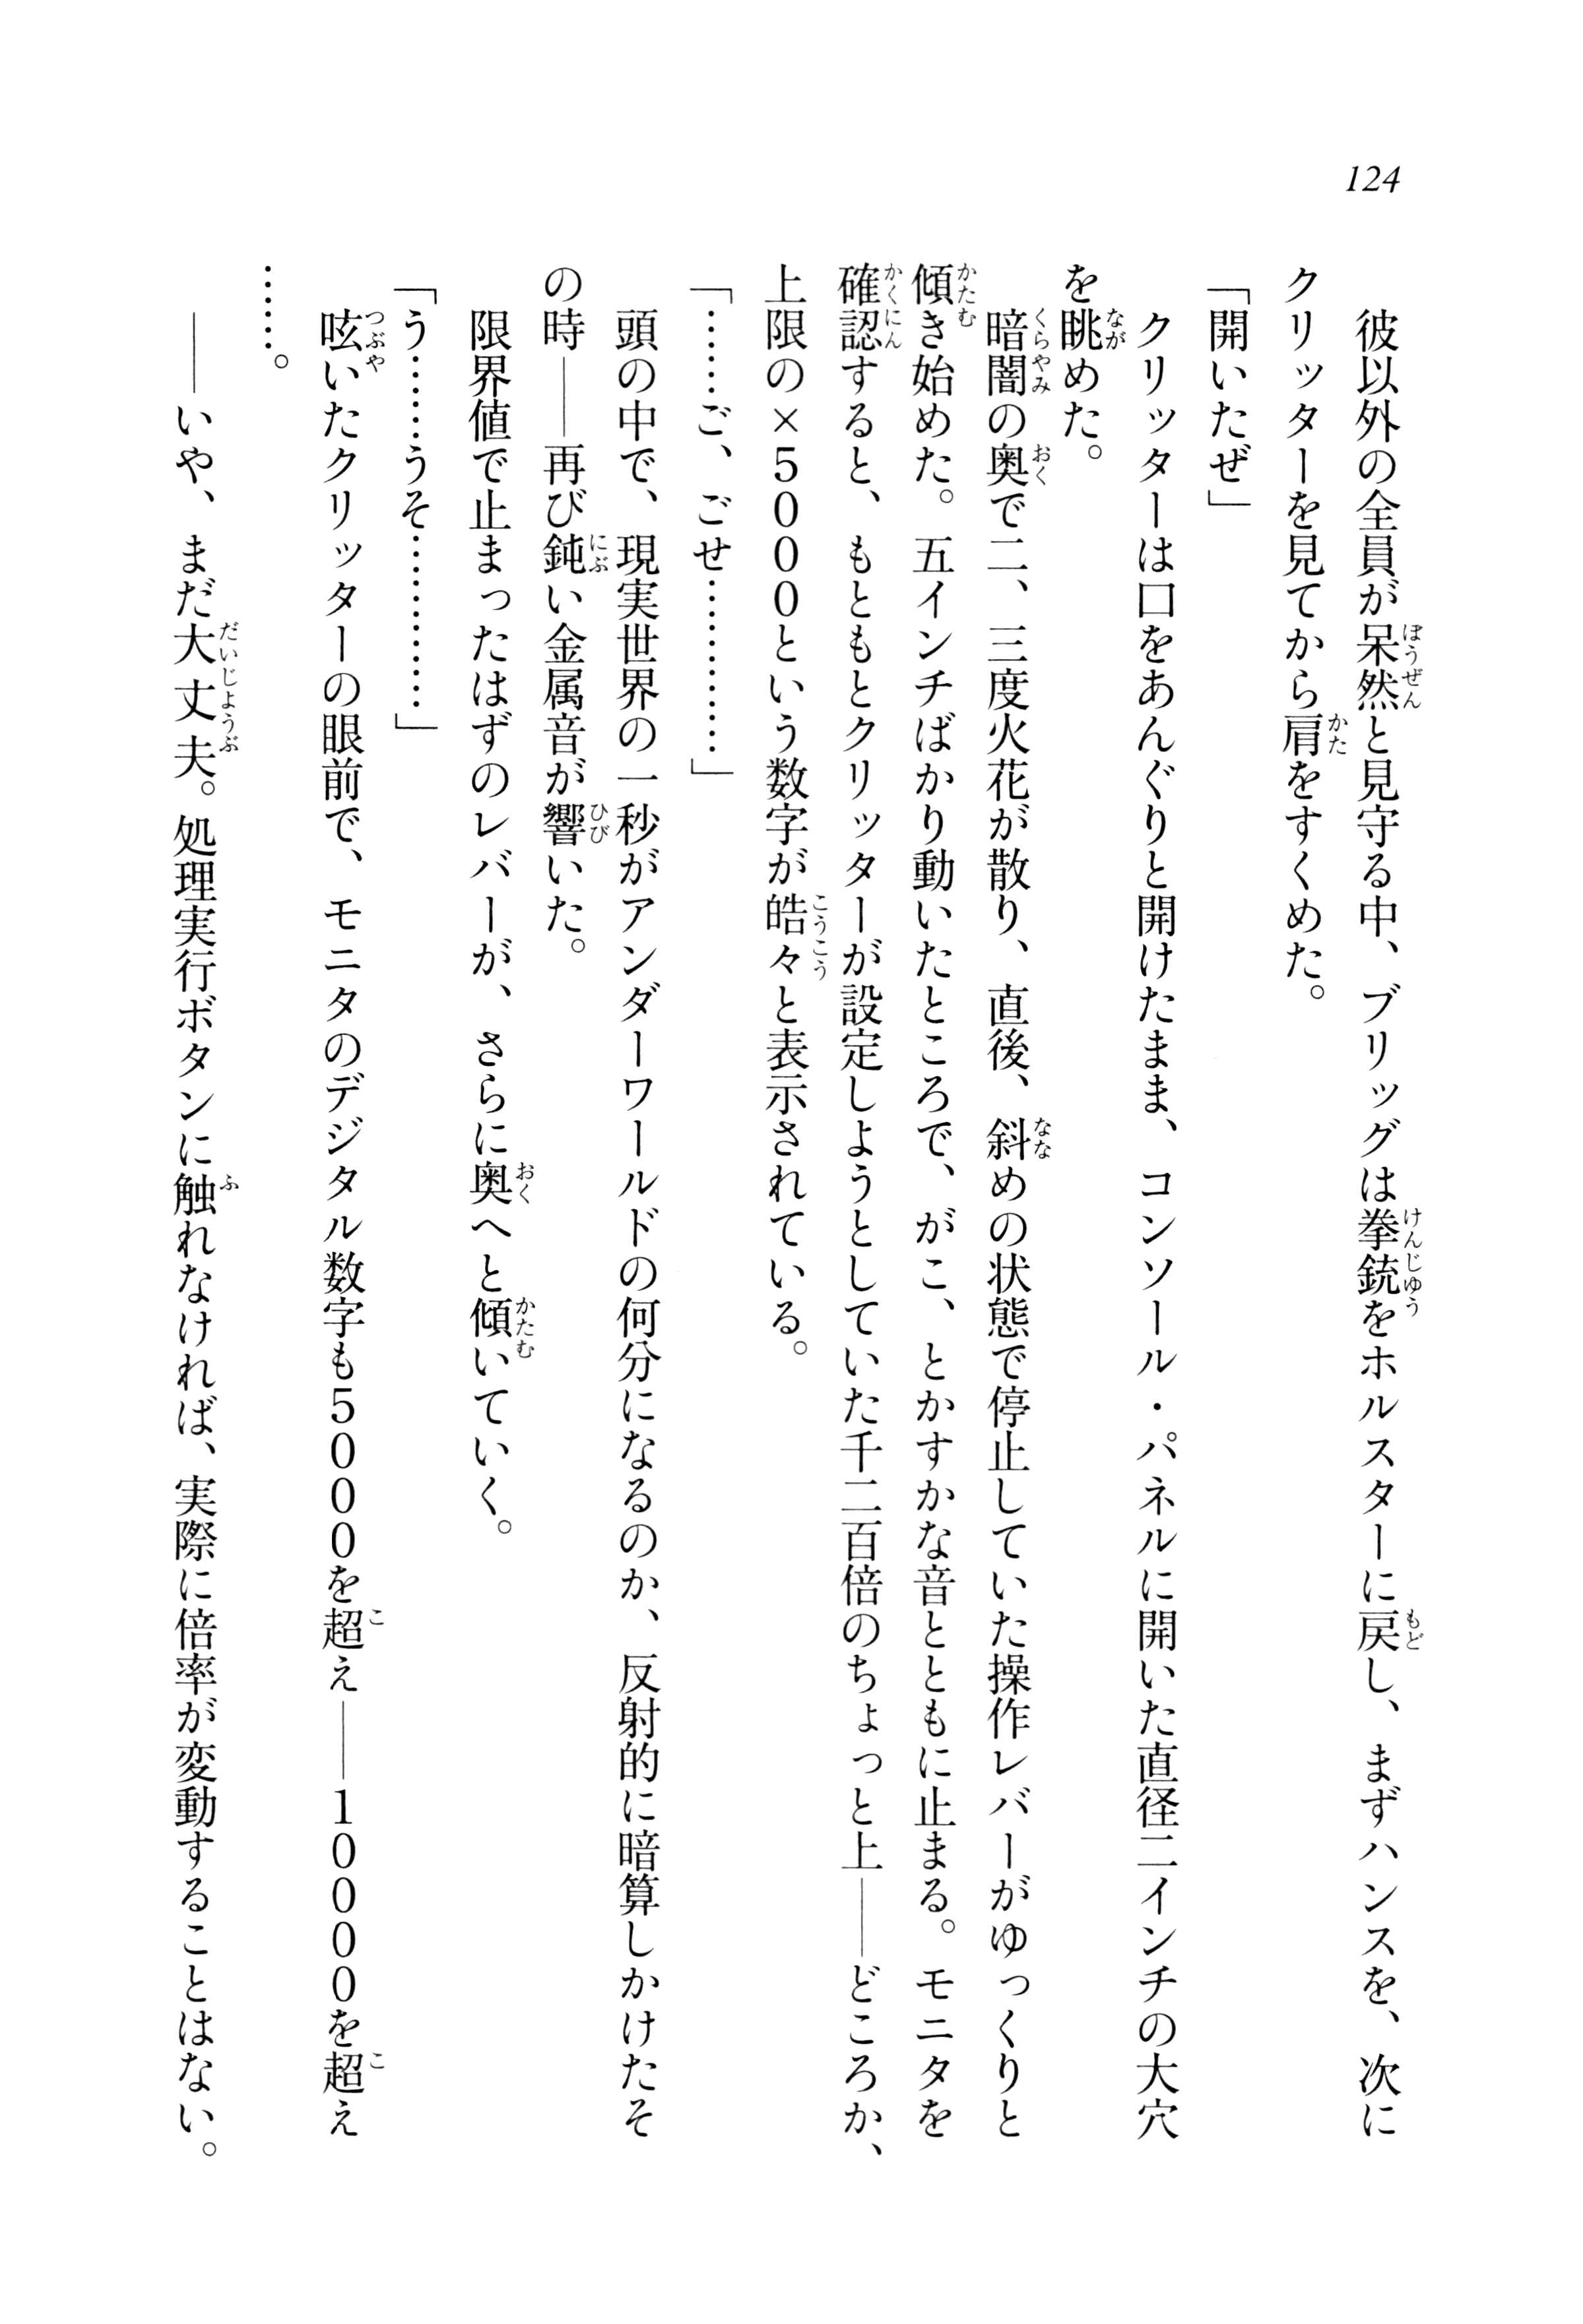 124
彼以外の全員が呆然と見守る中、ブリッグは拳銃をホルスターに戻し、まずハンスを、次に
クリッターを見てから肩をすくめた。
「開いたぜ」
クリッターは口をあんぐりと開けたまま、コンソール・パネルに開いた直径二インチの大穴
を眺めた。
暗闇の奥で二、三度火花が散り、直後、斜めの状態で停止していた操作レバーがゆっくりと
傾き始めた。五インチばかり動いたところで、がこ、とかすかな音とともに止まる。モニタを
確認すると、もともとクリッターが設定しようとしていた千二百倍のちょっと上――どころか、
上限の×5000という数字が皓々と表示されている。
「……ご、ごせ…………」
頭の中で、現実世界の一秒がアンダーワールドの何分になるのか、反射的に暗算しかけたそ
の時――再び鈍い金属音が響いた。
限界値で止まったはずのレバーが、さらに奥へと傾いていく。
「う………うそ…………」
呟いたクリッターの眼前で、モニタのデジタル数字も5000を超え――10000を超え
……。
――いや、まだ大丈夫。処理実行ボタンに触れなければ、実際に倍率が変動することはない。